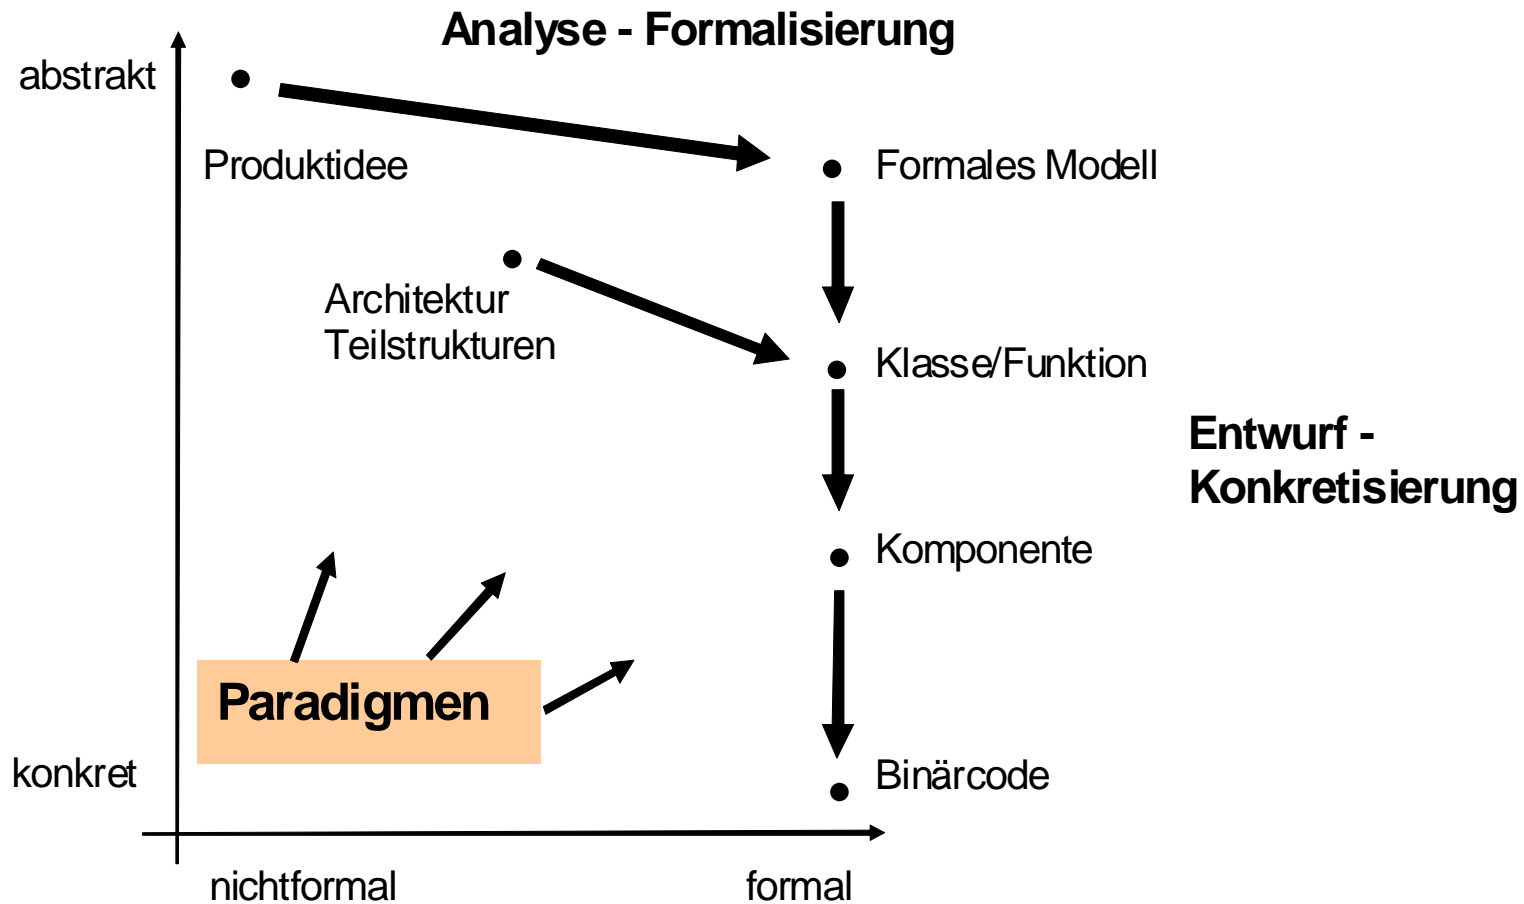 Analyse - Formalisierung
abstrakt
Produktidee
Formales Modell
Architektur
Teilstrukturen
Klasse/Funktion
Entwurf -
Konkretisierung
Komponente
Paradigmen
konkret
Binärcode
nichtformal
formal